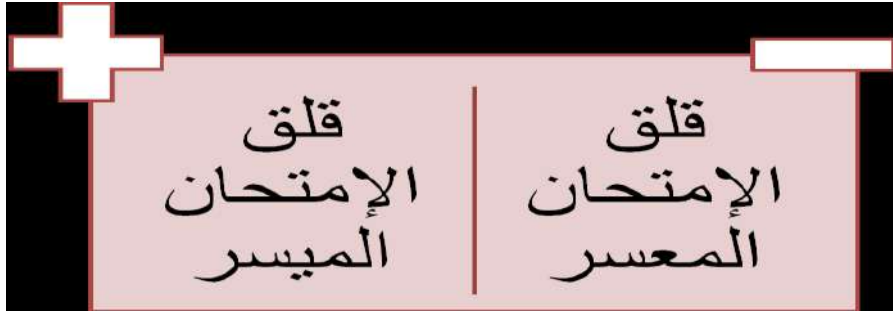 قلق
الإمتحان
المعسر
قلق
الإمتحان
الميسر